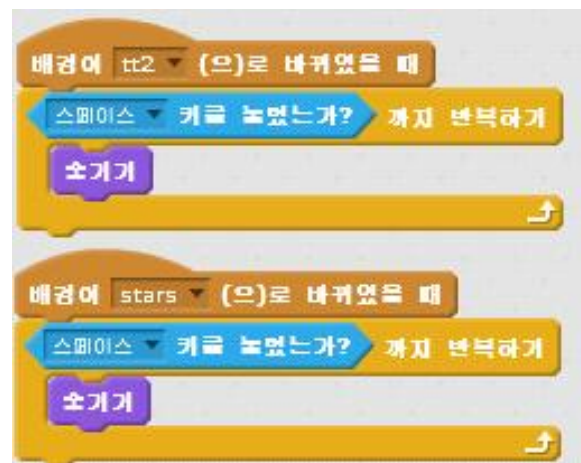 배경이 tt2 (으)로 바뀌었을 때
스페이스 키를 눌렀는가? 까지 반복하기
숨기기
배경이 stars (으)로 바뀌었을 때
스페이스 키를 눌렀는가? 까지 반복하기
숨기기